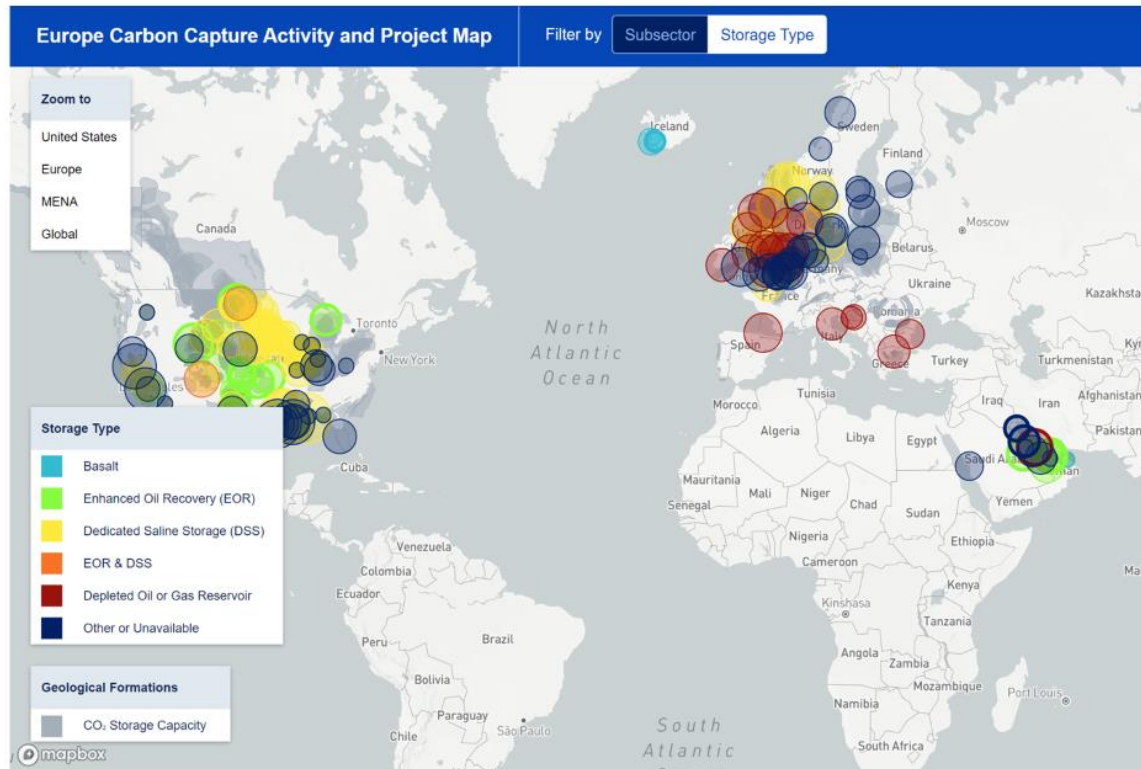 Europe Carbon Capture Activity and Project Map
Filter by
Subsector
Storage Type
Zoom to
United States
Europe
MENA
Global
Iceland
Sweden
Norway
Finland
Moscow
Belarus
Ukraine
Kazakhsta
France
Romania
Spain
Italy
Greece
Turkey
Turkmenistan
Ky
Canada
Toronto
New York
North
Atlantic
Ocean
Morocco
Tunisia
Algeria
Libya
Egypt
Iraq
Iran
Afghanistan
Pakistan
Saudi Ara
Yemen
Mauritania
Mali
Niger
Chad
Sudan
Senegal
Nigeria
Ethiopia
Cameroon
Kenya
Kinshasa
Tanzania
Angola
Zambia
Mozambique
Namibia
Port Louis
South Africa
Ma
Cuba
Storage Type
Basalt
Enhanced Oil Recovery (EOR)
Dedicated Saline Storage (DSS)
EOR & DSS
Depleted Oil or Gas Reservoir
Other or Unavailable
Venezuela
Colombia
Ecuador
Peru
Brazil
Bolivia
Paraguay
São Paulo
Chile
South
Atlantic
Geological Formations
CO₂ Storage Capacity
mapbox